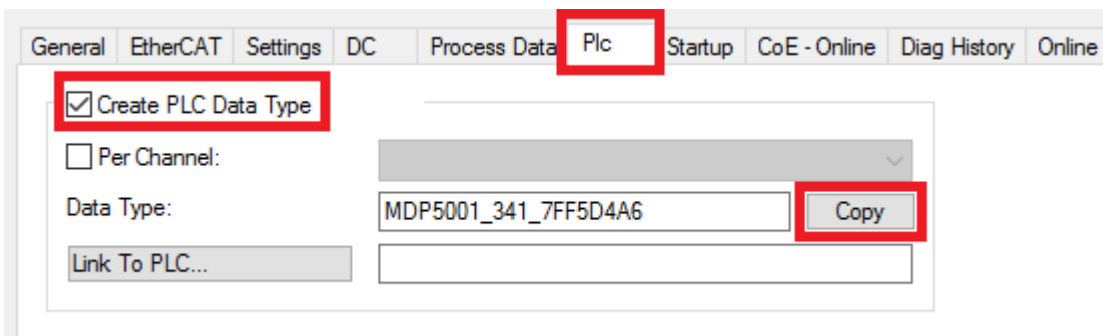 General EtherCAT Settings DC Process Data Plc Startup CoE - Online Diag History Online
Create PLC Data Type
Per Channel:
Data Type: MDP5001_341_7FF5D4A6 Copy
Link To PLC...